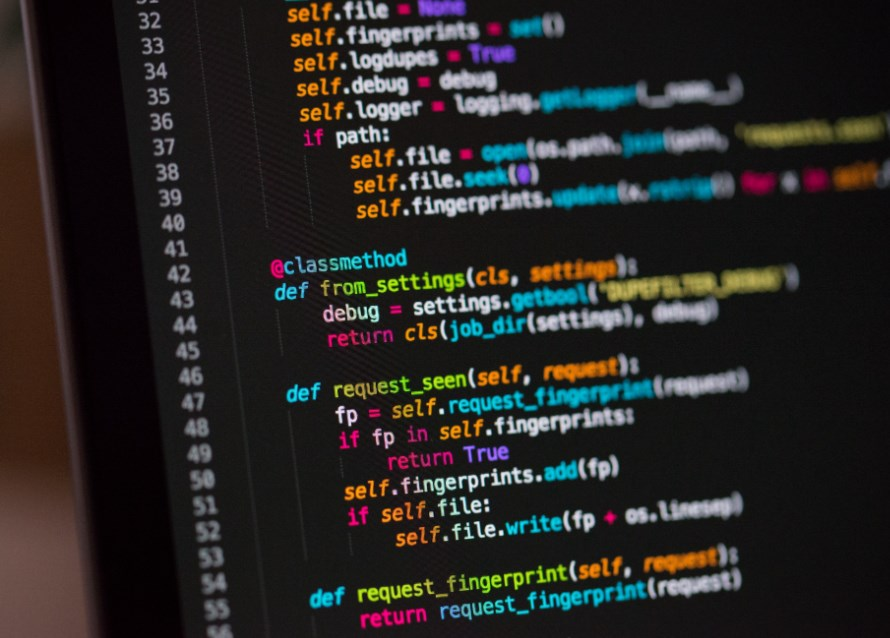 32 self.file = None
33 self.fingerprints = set()
34 self.logdupes = True
35 self.debug = debug
36 self.logger = logging.getLogger(__name__)
37 if path:
38 self.file = open(os.path.join(path, 'requests.seen'
39 self.file.seek(0)
40 self.fingerprints.update(x.rstrip() for x in self.
41
42 @classmethod
43 def from_settings(cls, settings):
44 debug = settings.getbool('DUPEFILTER_DEBUG')
45 return cls(job_dir(settings), debug)
46
47 def request_seen(self, request):
48 fp = self.request_fingerprint(request)
49 if fp in self.fingerprints:
50 return True
51 self.fingerprints.add(fp)
52 if self.file:
53 self.file.write(fp + os.linesep)
54
55 def request_fingerprint(self, request):
56 return request_fingerprint(request)